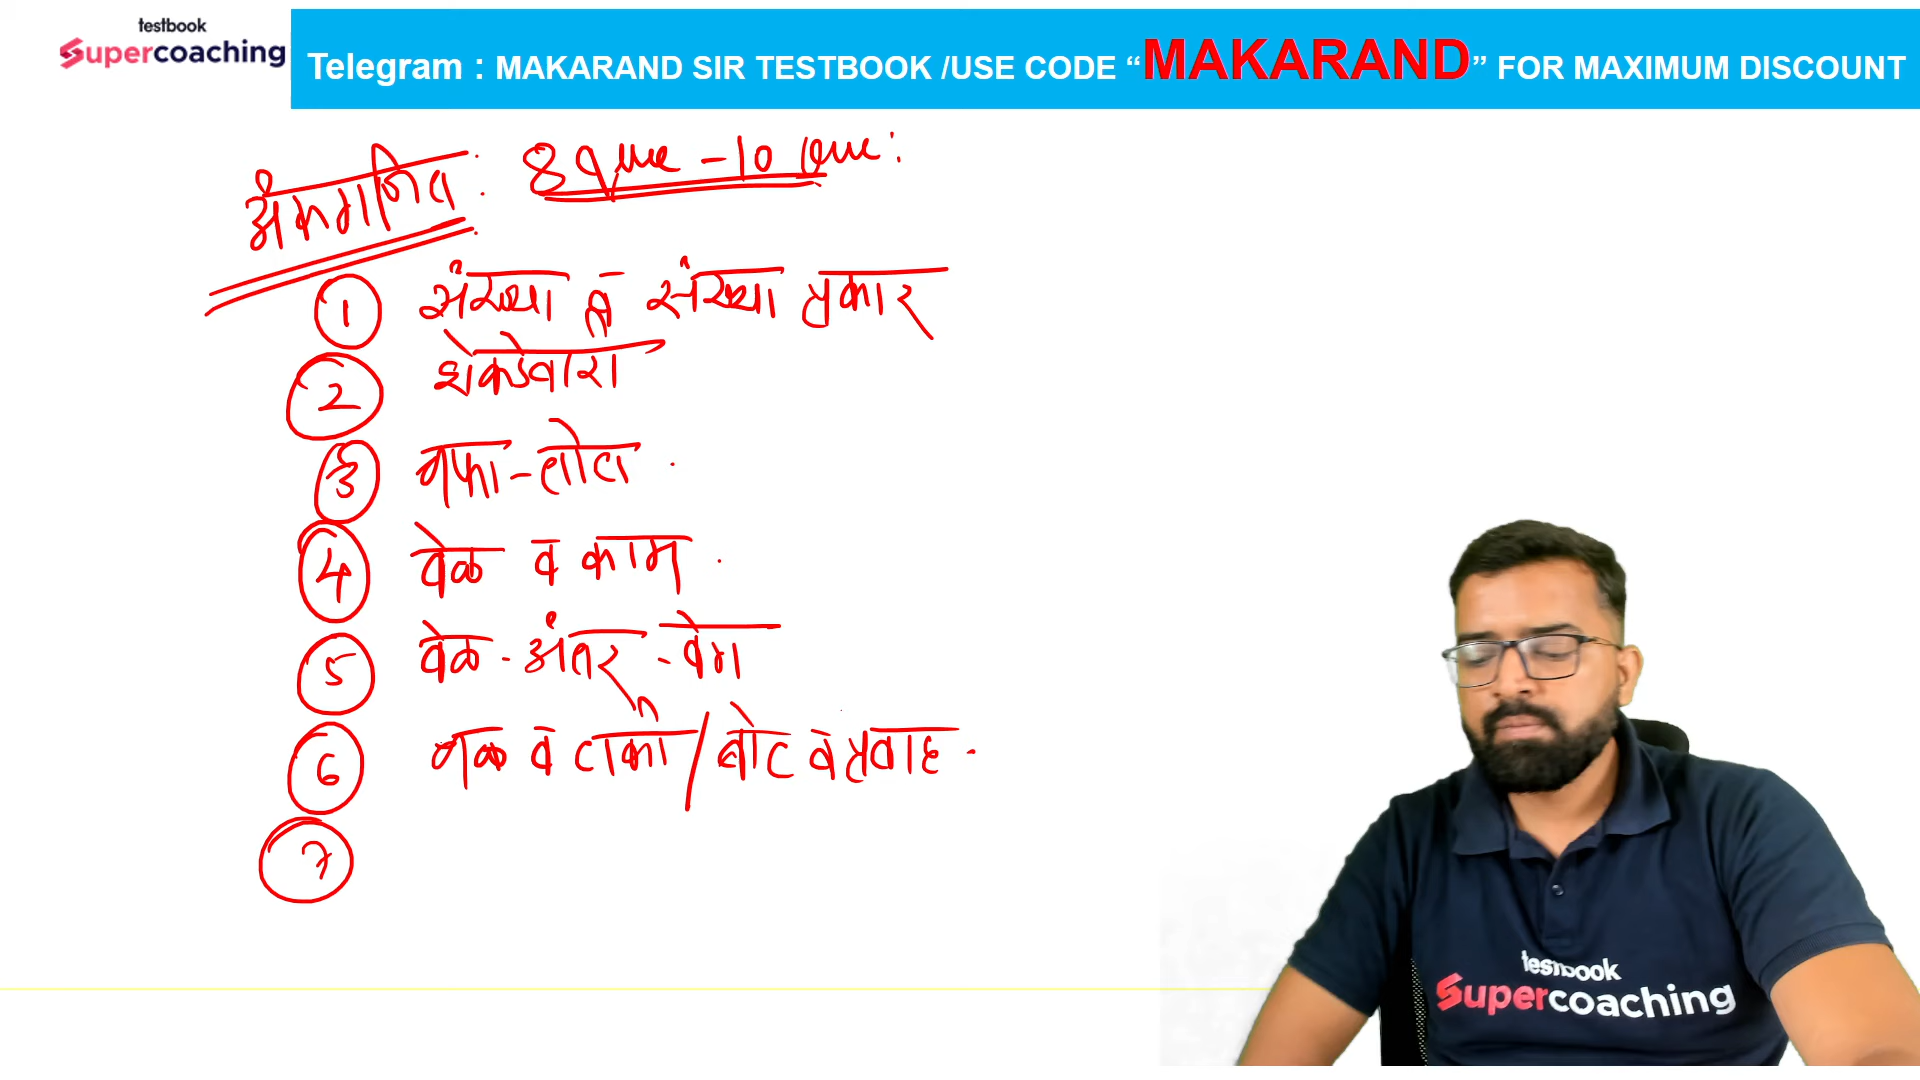 testbook
Supercoaching
Telegram : MAKARAND SIR TESTBOOK /USE CODE “MAKARAND” FOR MAXIMUM DISCOUNT
अंकगणित : 8 que - 10 que :
1 संख्या व संख्या प्रकार
2 शेकडेवारी
3 नफा - तोटा .
4 वेळ व काम .
5 वेळ - अंतर - वेग
6 नळ व टाकी / बोट व प्रवाह .
7
testbook
Supercoaching